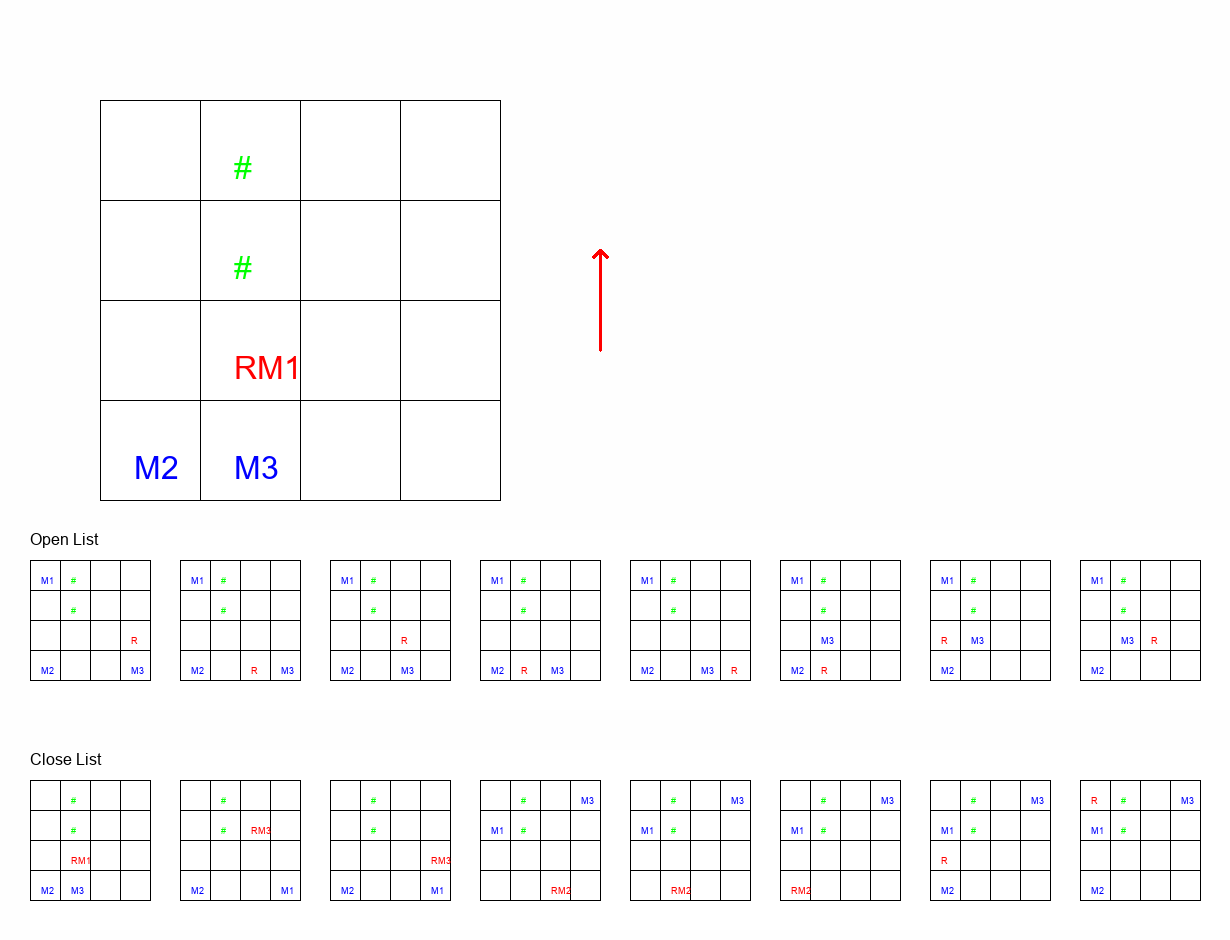 #
#
RM1
M2 M3
Open List
M1 # M1 # M1 # M1 # M1 # M1 # M1 # M1 #
# # # # # # # #
R R M3 R M3 M3 R
M2 M3 M2 R M3 M2 M3 M2 R M3 M2 M3 R M2 R M2 M2
Close List
# # # # M3 # M3 # M3 # M3 R # M3
# # RM3 # M1 # M1 # M1 # M1 # M1 #
RM1 RM3 R
M2 M3 M2 M1 M2 M1 RM2 RM2 RM2 M2 M2